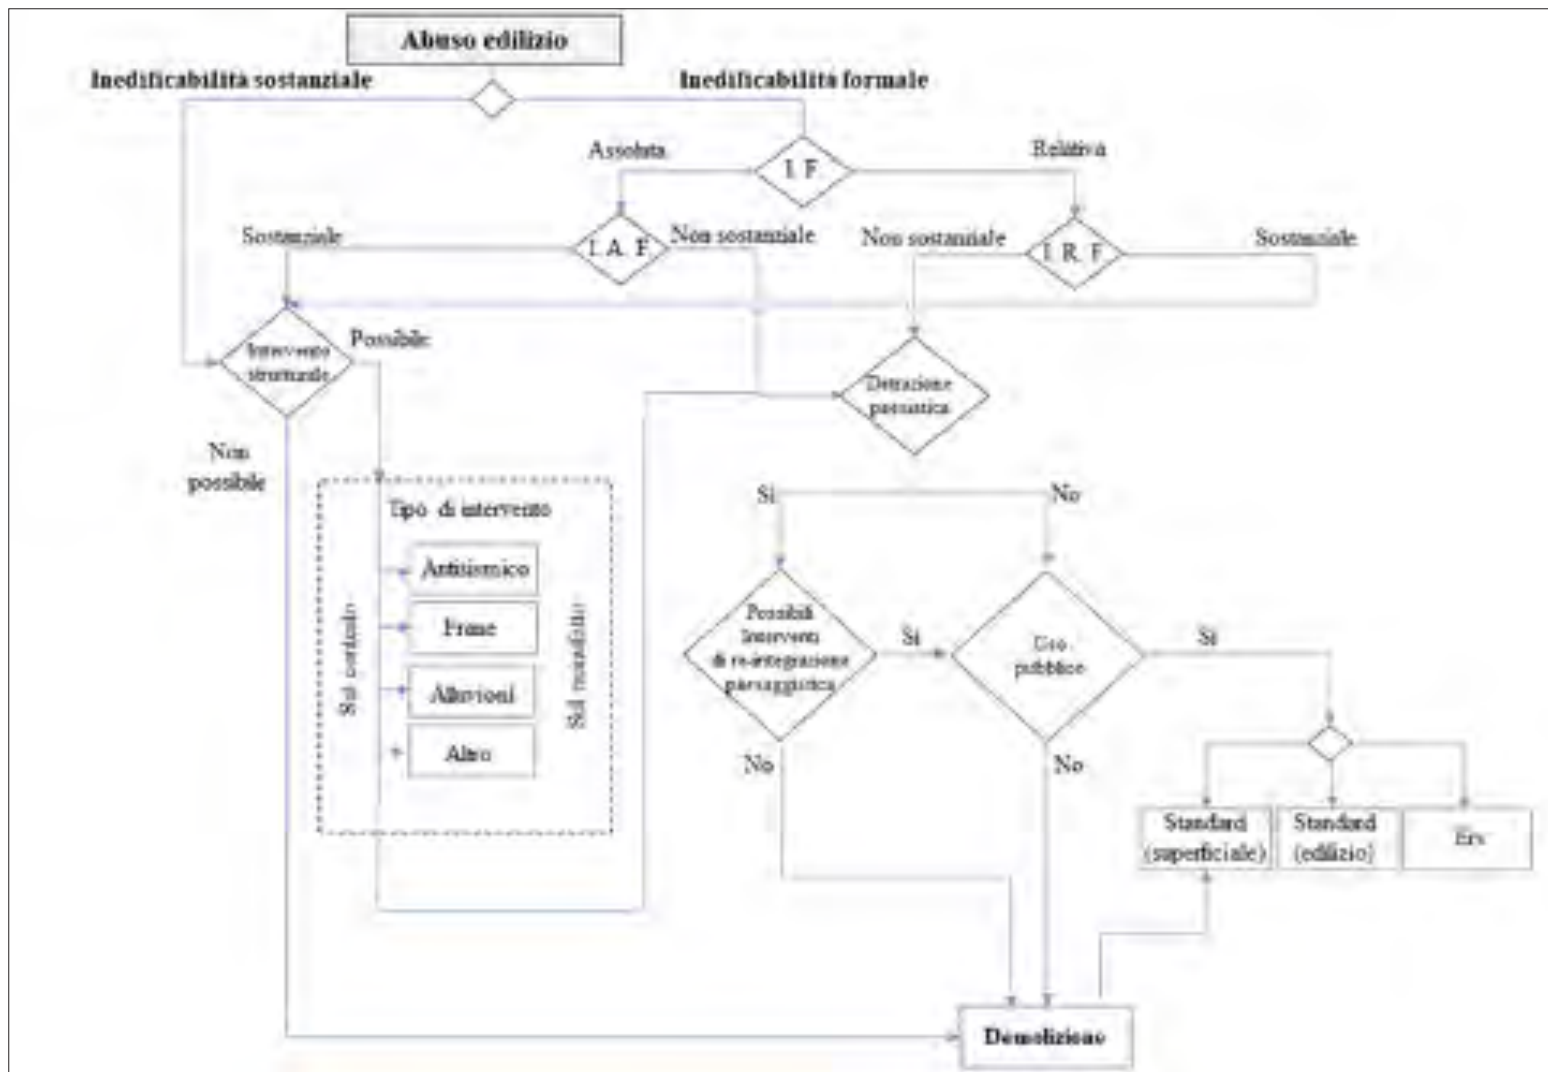 Abuso edilizio
Inedificabilità sostanziale
Inedificabilità formale
Assoluta
I. F.
Relativa
Sostanziale
I. A. F.
Non sostanziale
Non sostanziale
I. R. F
Sostanziale
Intervento
strutturale
Possibile
Detrazione
Non
possibile
Tipo di intervento
Antisismico
Frane
Alluvioni
Altro
Sul contesto
Sul manufatto
Si
No
Possibili
Interventi
di re-integrazione
paesaggistica
Si
Uso
pubblico
Si
No
No
Standard
(superficiale)
Standard
(edilizio)
Ers
Demolizione